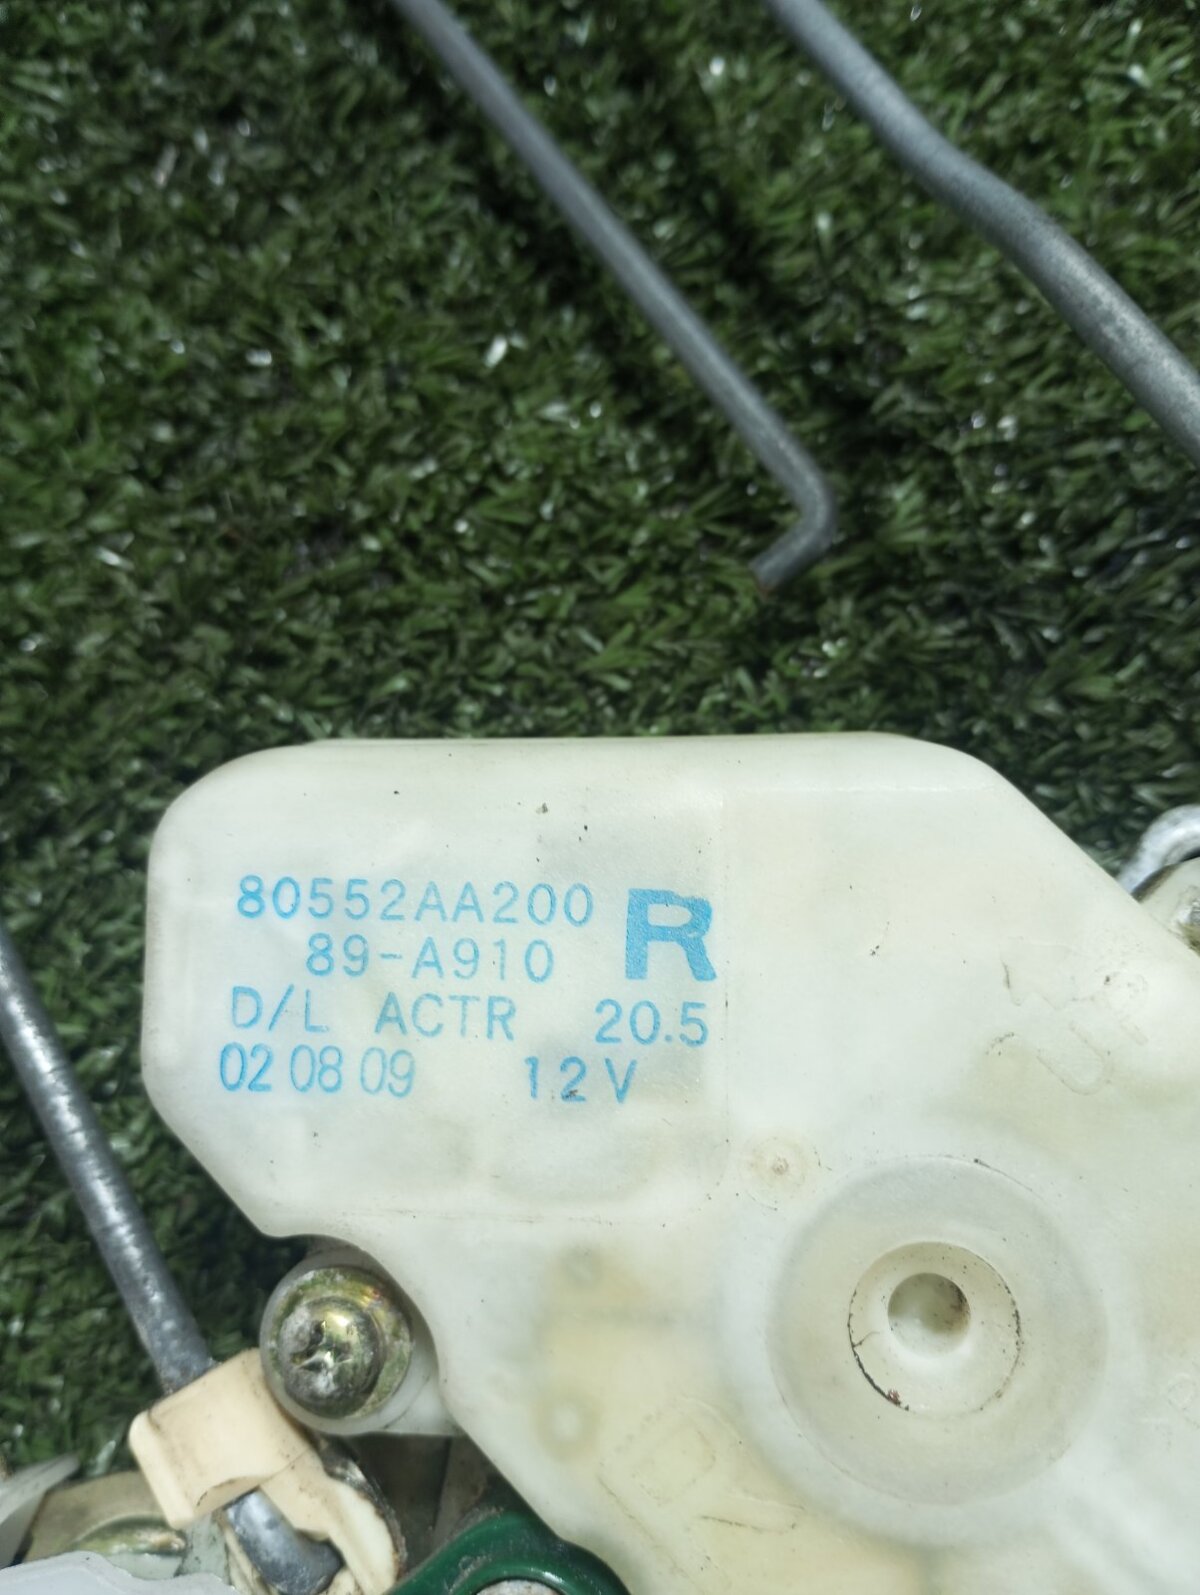 80552AA200 R
89-A910
D/L ACTR 20.5
02 08 09 12V